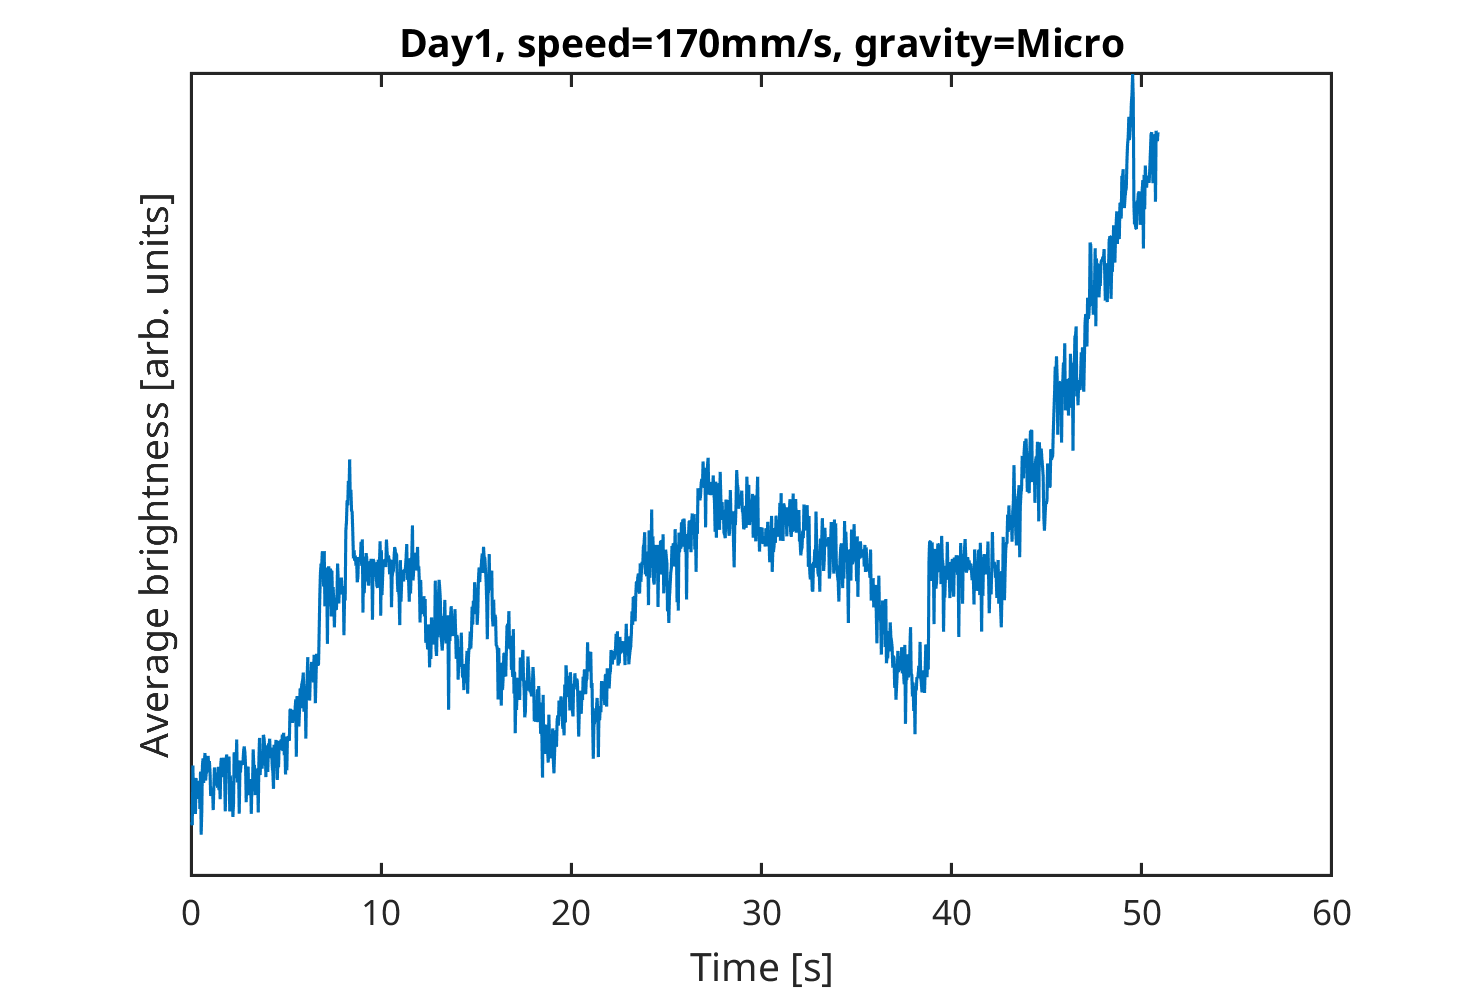 Day1, speed=170mm/s, gravity=Micro
Average brightness [arb. units]
0 10 20 30 40 50 60
Time [s]